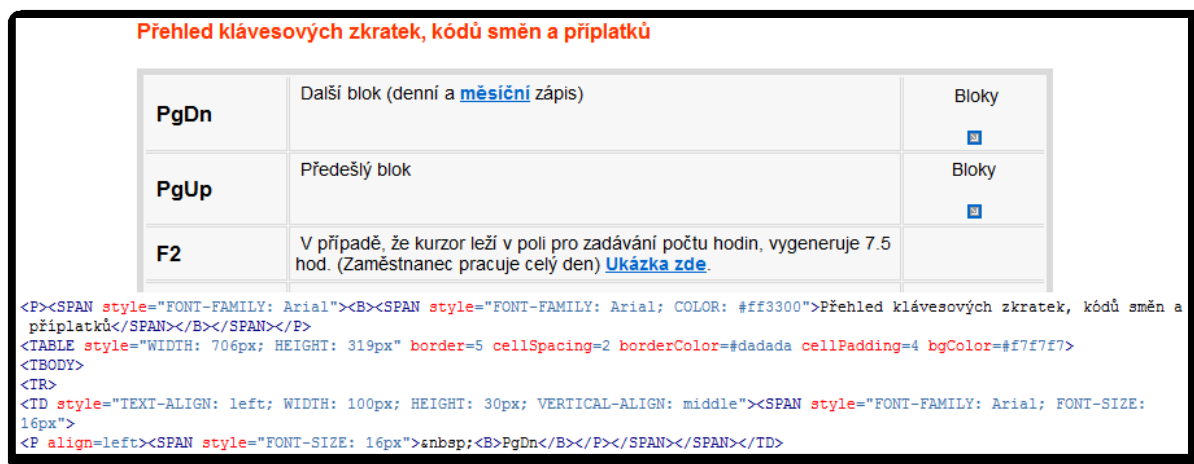 Přehled klávesových zkratek, kódů směn a příplatků
PgDn
Další blok (denní a měsíční zápis)
Bloky
PgUp
Předešlý blok
Bloky
F2
V případě, že kurzor leží v poli pro zadávání počtu hodin, vygeneruje 7.5
hod. (Zaměstnanec pracuje celý den) Ukázka zde.
<P><SPAN style="FONT-FAMILY: Arial"><B><SPAN style="FONT-FAMILY: Arial; COLOR: #ff3300">Přehled klávesových zkratek, kódů směn a
příplatků</SPAN></B></SPAN></P>
<TABLE style="WIDTH: 706px; HEIGHT: 319px" border=5 cellSpacing=2 borderColor=#dadada cellPadding=4 bgColor=#f7f7f7>
<TBODY>
<TR>
<TD style="TEXT-ALIGN: left; WIDTH: 100px; HEIGHT: 30px; VERTICAL-ALIGN: middle"><SPAN style="FONT-FAMILY: Arial; FONT-SIZE:
16px">
<P align=left><SPAN style="FONT-SIZE: 16px">&nbsp;<B>PgDn</B></P></SPAN></SPAN></TD>